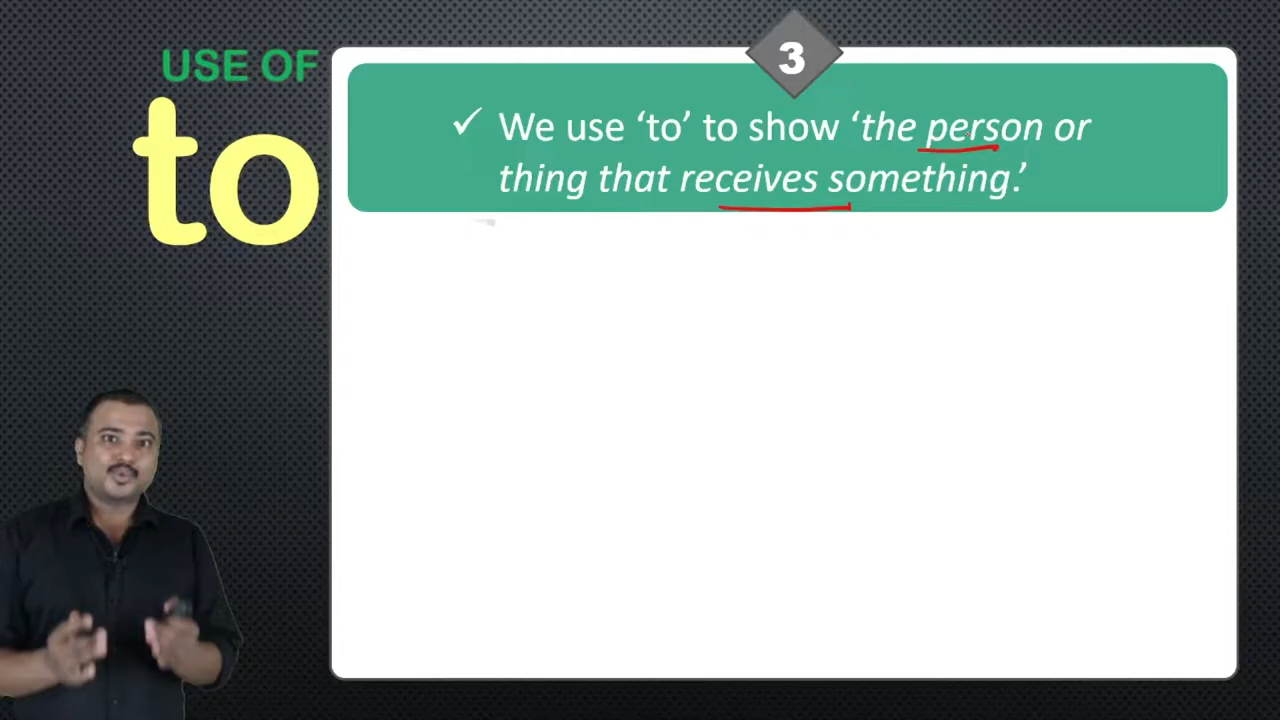 USE OF
to
3
✓ We use ‘to’ to show ‘the person or
thing that receives something.’